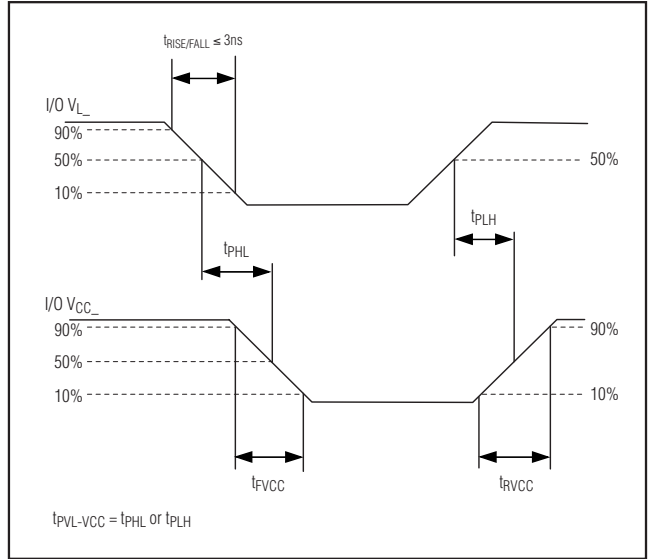 tRISE/FALL ≤ 3ns
I/O VL_
90%
50%
50%
10%
tPLH
tPHL
I/O VCC_
90%
90%
50%
10%
10%
tFVCC
tRVCC
tPVL-VCC = tPHL or tPLH